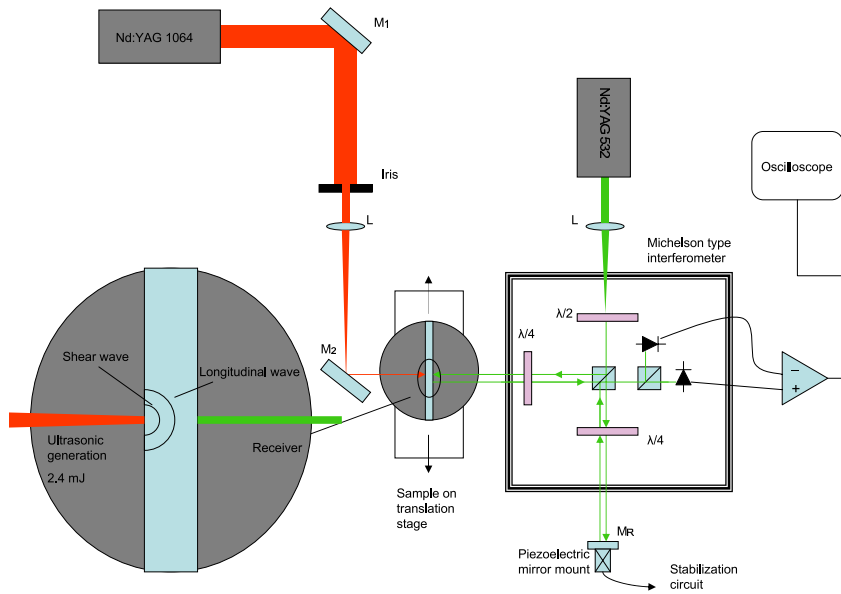 Nd:YAG 1064
M1
Nd:YAG 532
Oscilloscope
Iris
L
L
Michelson type
interferometer
λ/2
λ/4
M2
Shear wave
Longitudinal wave
−
+
Ultrasonic
generation
2.4 mJ
Receiver
λ/4
Sample on
translation
stage
MR
Piezoelectric
mirror mount
Stabilization
circuit